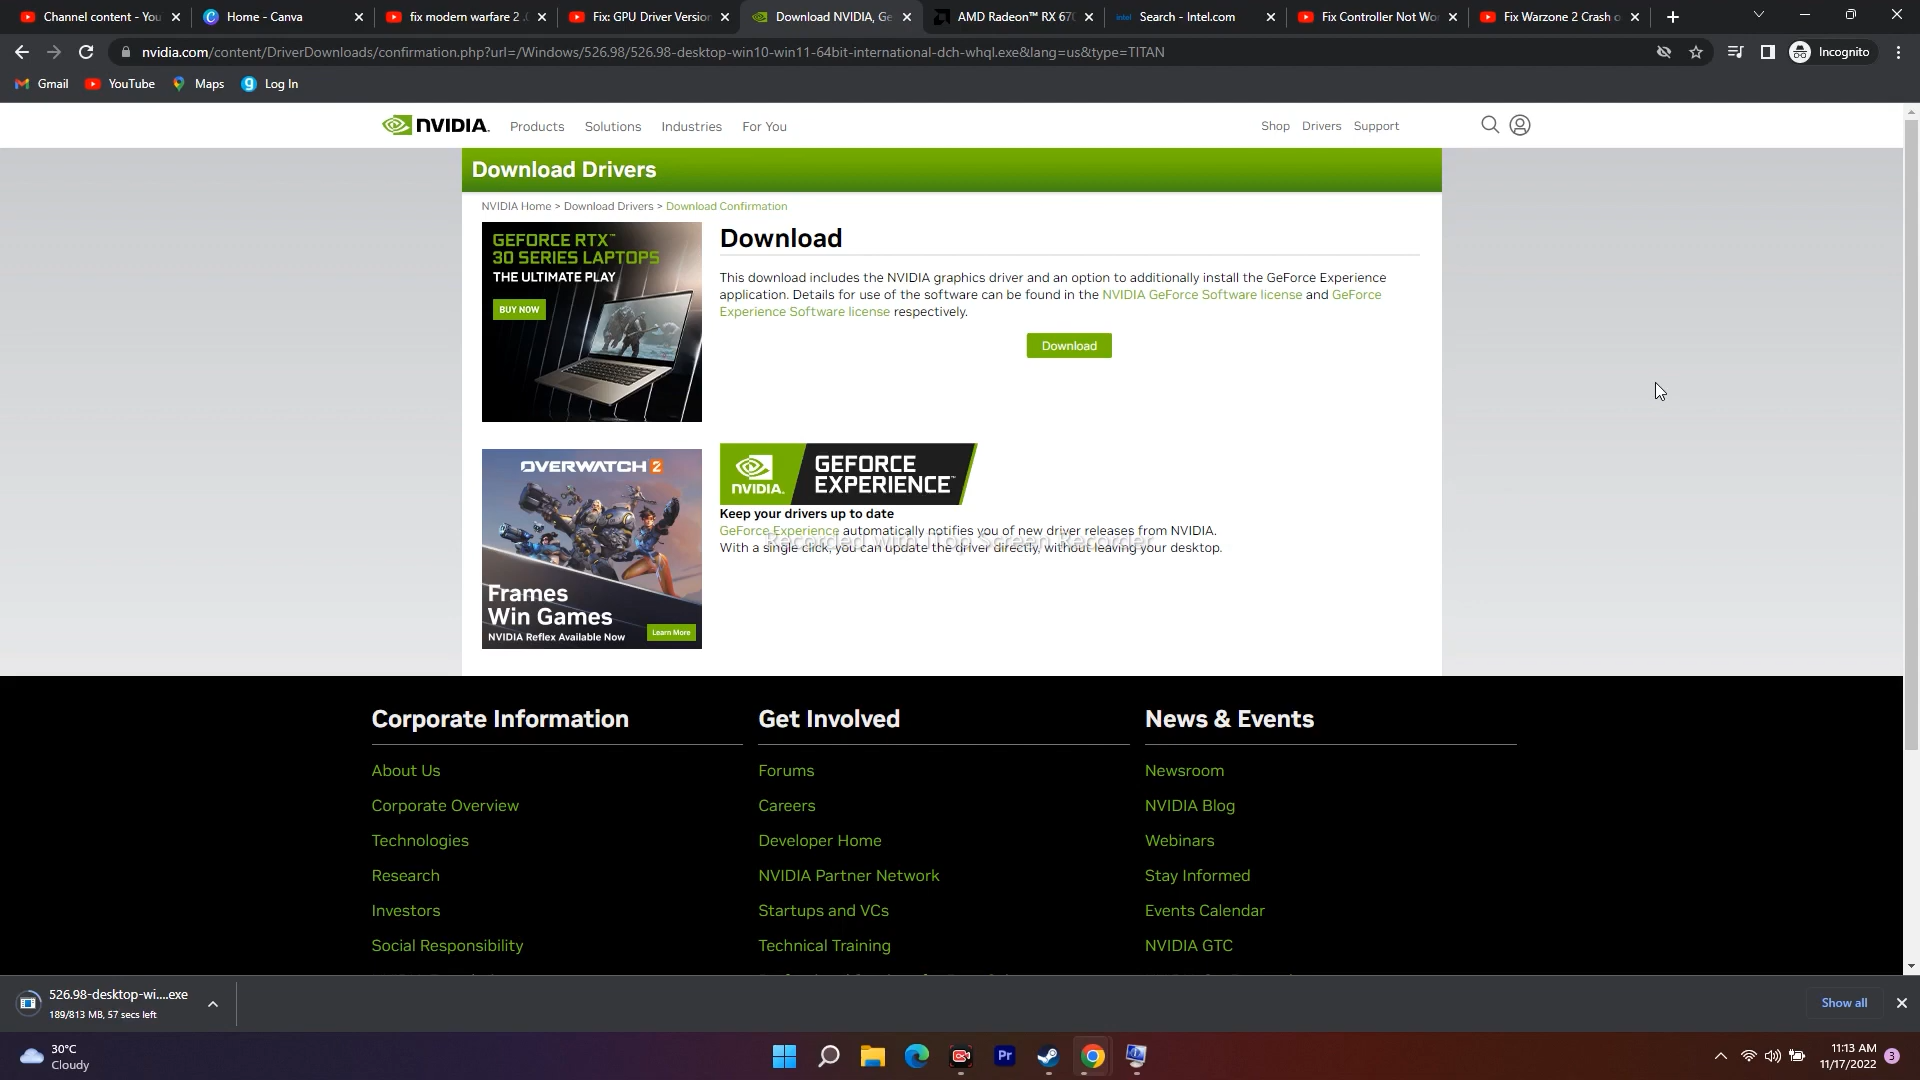 Channel content - You
Home - Canva
fix modern warfare 2
Fix: GPU Driver Version
Download NVIDIA, Ge
AMD Radeon™ RX 670
Search - Intel.com
Fix Controller Not Wo
Fix Warzone 2 Crash o
nvidia.com/content/DriverDownloads/confirmation.php?url=/Windows/526.98/526.98-desktop-win10-win11-64bit-international-dch-whql.exe&lang=us&type=TITAN
Incognito
Gmail
YouTube
Maps
Log In
NVIDIA.
Products
Solutions
Industries
For You
Shop
Drivers
Support
Download Drivers
NVIDIA Home > Download Drivers > Download Confirmation
GEFORCE RTX™
30 SERIES LAPTOPS
THE ULTIMATE PLAY
BUY NOW
Download
This download includes the NVIDIA graphics driver and an option to additionally install the GeForce Experience
application. Details for use of the software can be found in the NVIDIA GeForce Software license and GeForce
Experience Software license respectively.
Download
OVERWATCH 2
Frames
Win Games
NVIDIA Reflex Available Now
Learn More
NVIDIA.
GEFORCE
EXPERIENCE™
Keep your drivers up to date
GeForce Experience automatically notifies you of new driver releases from NVIDIA.
Recorded with iTop Screen Recorder
With a single click, you can update the driver directly, without leaving your desktop.
Corporate Information
About Us
Corporate Overview
Technologies
Research
Investors
Social Responsibility
Get Involved
Forums
Careers
Developer Home
NVIDIA Partner Network
Startups and VCs
Technical Training
News & Events
Newsroom
NVIDIA Blog
Webinars
Stay Informed
Events Calendar
NVIDIA GTC
526.98-desktop-wi....exe
189/813 MB, 57 secs left
Show all
30°C
Cloudy
Pr
11:13 AM
11/17/2022
3